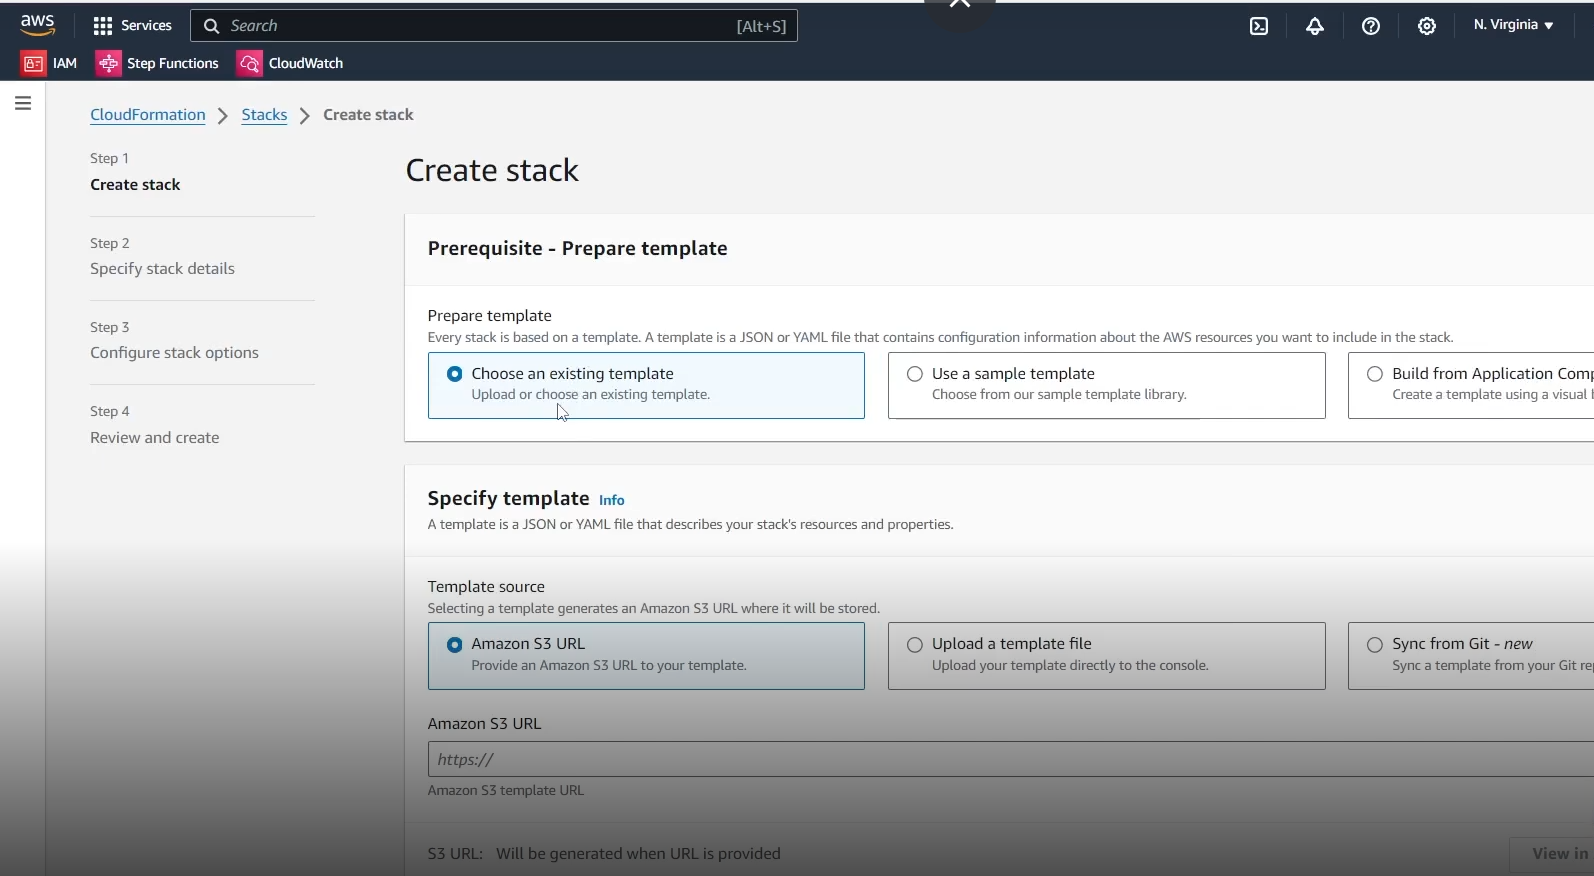 aws
Services
Search
[Alt+S]
N. Virginia
IAM
Step Functions
CloudWatch
CloudFormation
Stacks
Create stack
Step 1
Create stack
Step 2
Specify stack details
Step 3
Configure stack options
Step 4
Review and create
Create stack
Prerequisite - Prepare template
Prepare template
Every stack is based on a template. A template is a JSON or YAML file that contains configuration information about the AWS resources you want to include in the stack.
Choose an existing template
Upload or choose an existing template.
Use a sample template
Choose from our sample template library.
Build from Application Comp
Create a template using a visual
Specify template Info
A template is a JSON or YAML file that describes your stack's resources and properties.
Template source
Selecting a template generates an Amazon S3 URL where it will be stored.
Amazon S3 URL
Provide an Amazon S3 URL to your template.
Upload a template file
Upload your template directly to the console.
Sync from Git - new
Sync a template from your Git
Amazon S3 URL
https://
Amazon S3 template URL
S3 URL: Will be generated when URL is provided
View in